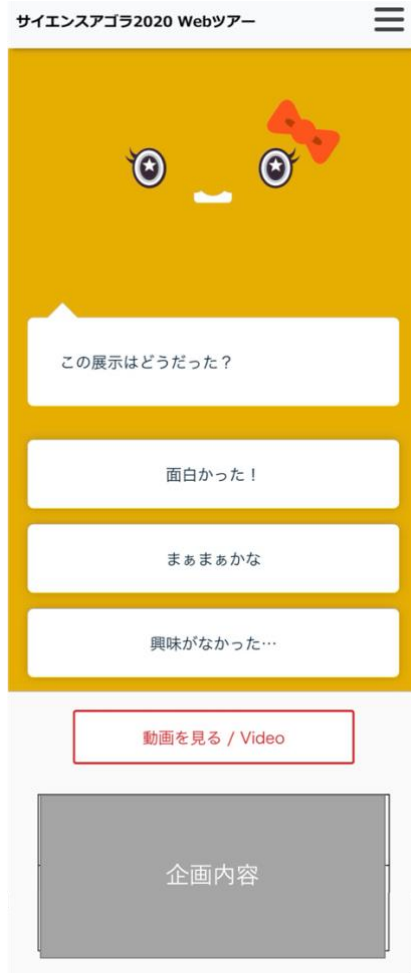 サイエンスアゴラ2020 Webツアー
この展示はどうだった？
面白かった！
まぁまぁかな
興味がなかった…
動画を見る / Video
企画内容